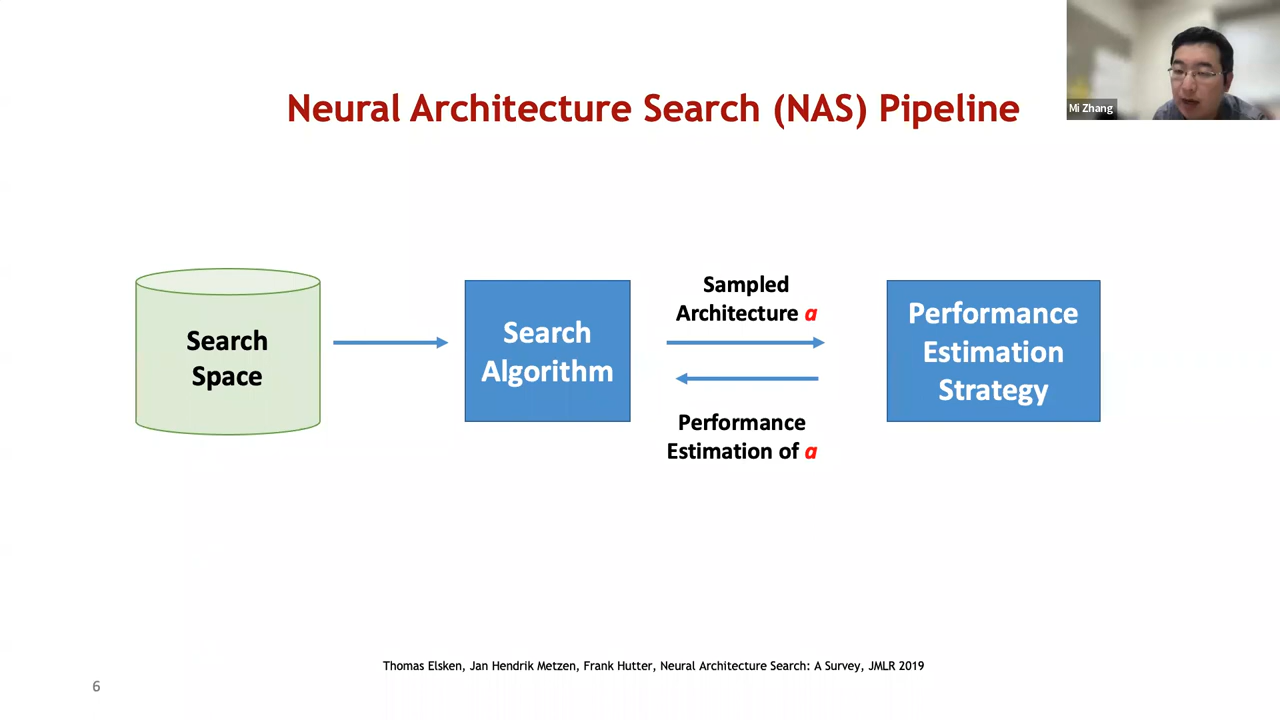 Neural Architecture Search (NAS) Pipeline
Mi Zhang
Search
Space
Search
Algorithm
Sampled
Architecture a
Performance
Estimation of a
Performance
Estimation
Strategy
Thomas Elsken, Jan Hendrik Metzen, Frank Hutter, Neural Architecture Search: A Survey, JMLR 2019
6